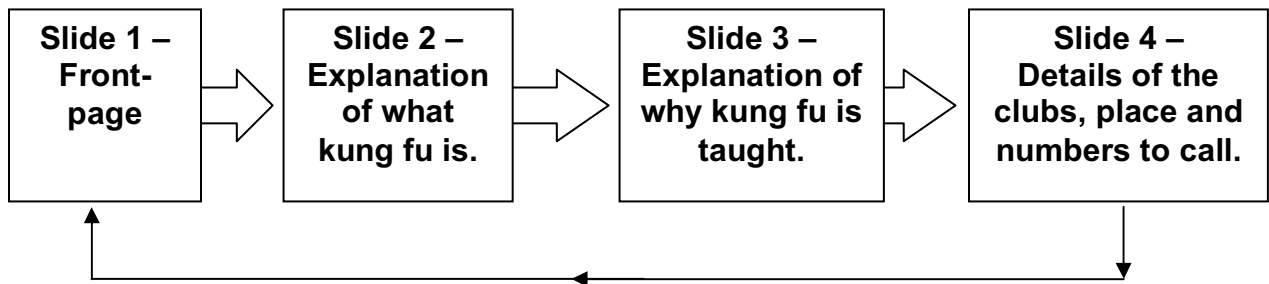 Slide 1 –
Front-
page
Slide 2 –
Explanation
of what
kung fu is.
Slide 3 –
Explanation of
why kung fu is
taught.
Slide 4 –
Details of the
clubs, place and
numbers to call.